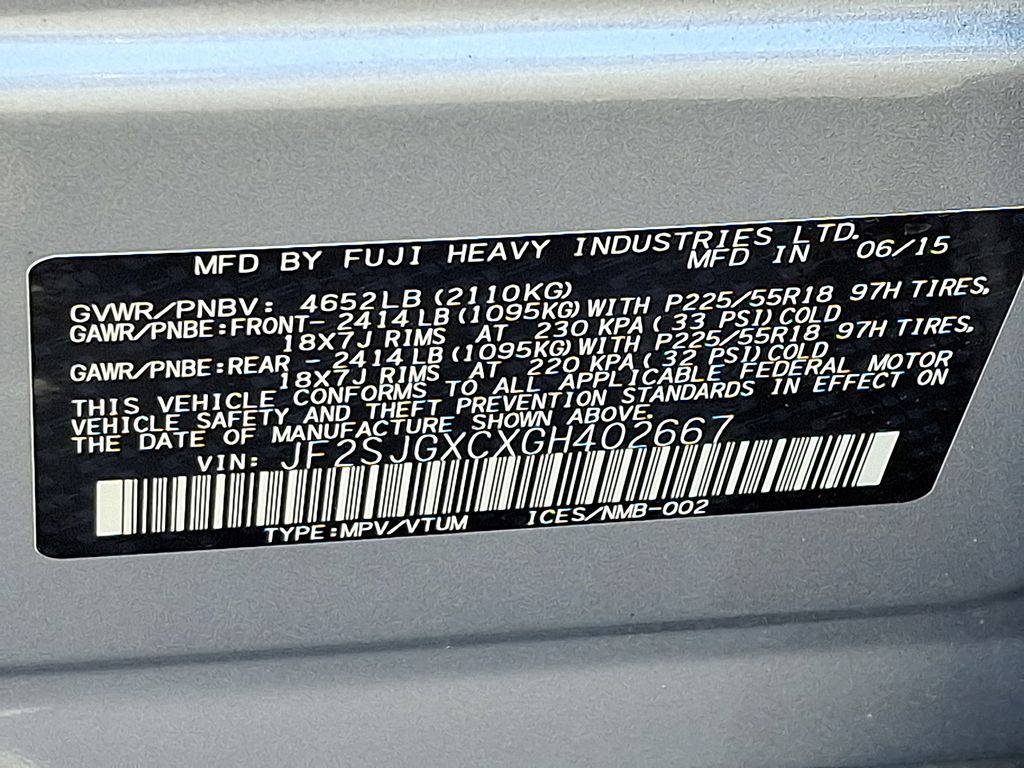 MFD BY FUJI HEAVY INDUSTRIES LTD.
MFD IN 06/15
GVWR/PNBV: 4652LB (2110KG)
GAWR/PNBE:FRONT- 2414LB (1095KG) WITH P225/55R18 97H TIRES,
18X7J RIMS AT 230 KPA ( 33 PSI) COLD
GAWR/PNBE:REAR - 2414LB (1095KG) WITH P225/55R18 97H TIRES,
18X7J RIMS AT 220 KPA ( 32 PSI) COLD
THIS VEHICLE CONFORMS TO ALL APPLICABLE FEDERAL MOTOR
VEHICLE SAFETY AND THEFT PREVENTION STANDARDS IN EFFECT ON
THE DATE OF MANUFACTURE SHOWN ABOVE.
VIN: JF2SJGXCXGH402667
TYPE:MPV/VTUM ICES/NMB-002